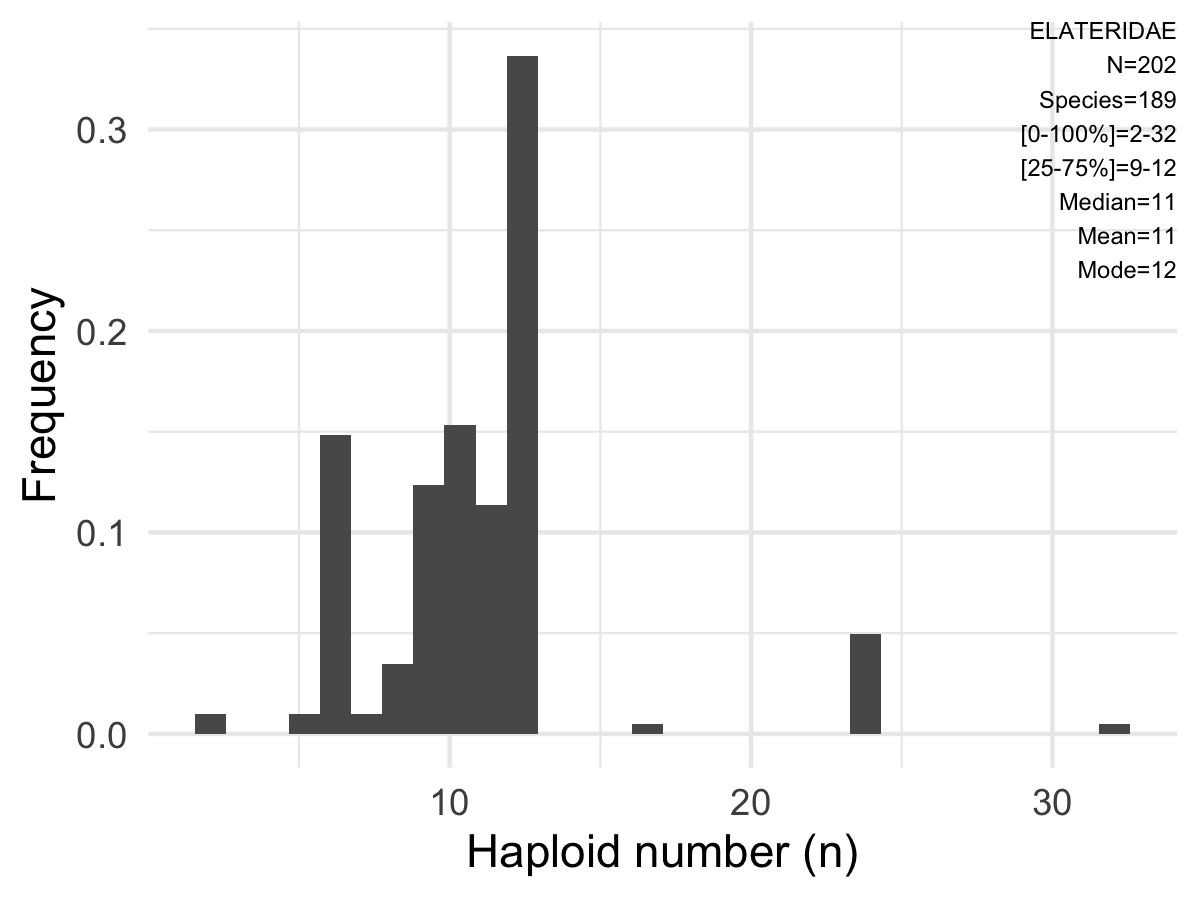 ELATERIDAE
N=202
Species=189
[0-100%]=2-32
[25-75%]=9-12
Median=11
Mean=11
Mode=12
Frequency
0.3
0.2
0.1
0.0
10 20 30
Haploid number (n)